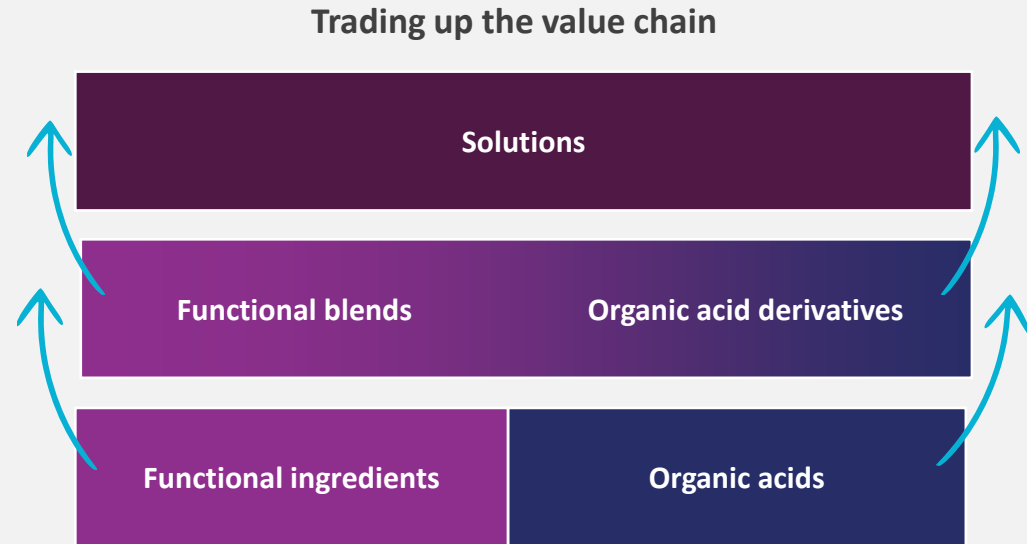 Trading up the value chain
Solutions
Functional blends
Organic acid derivatives
Functional ingredients
Organic acids